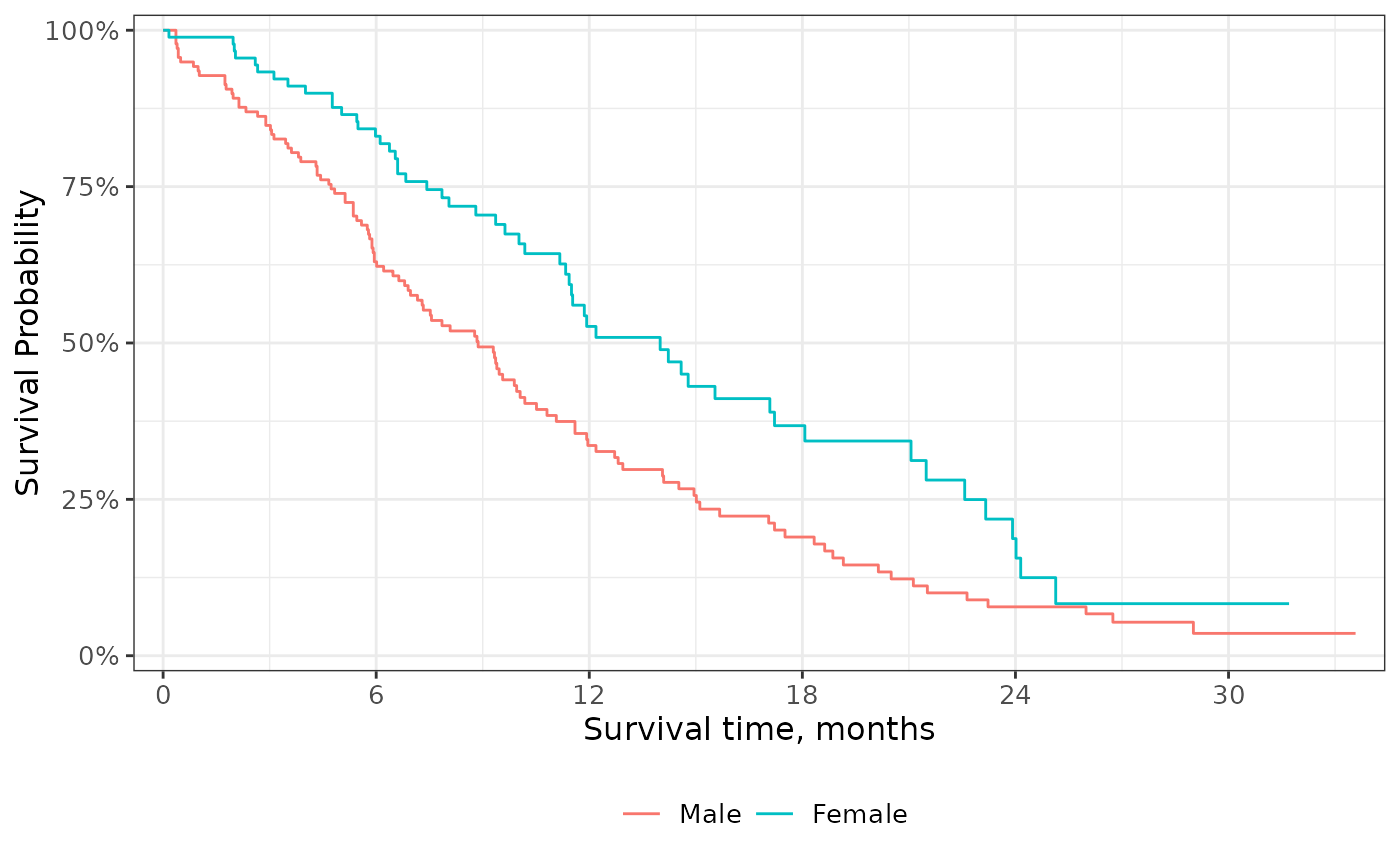 100%
75%
50%
25%
0%
Survival Probability
0 6 12 18 24 30
Survival time, months
Male Female